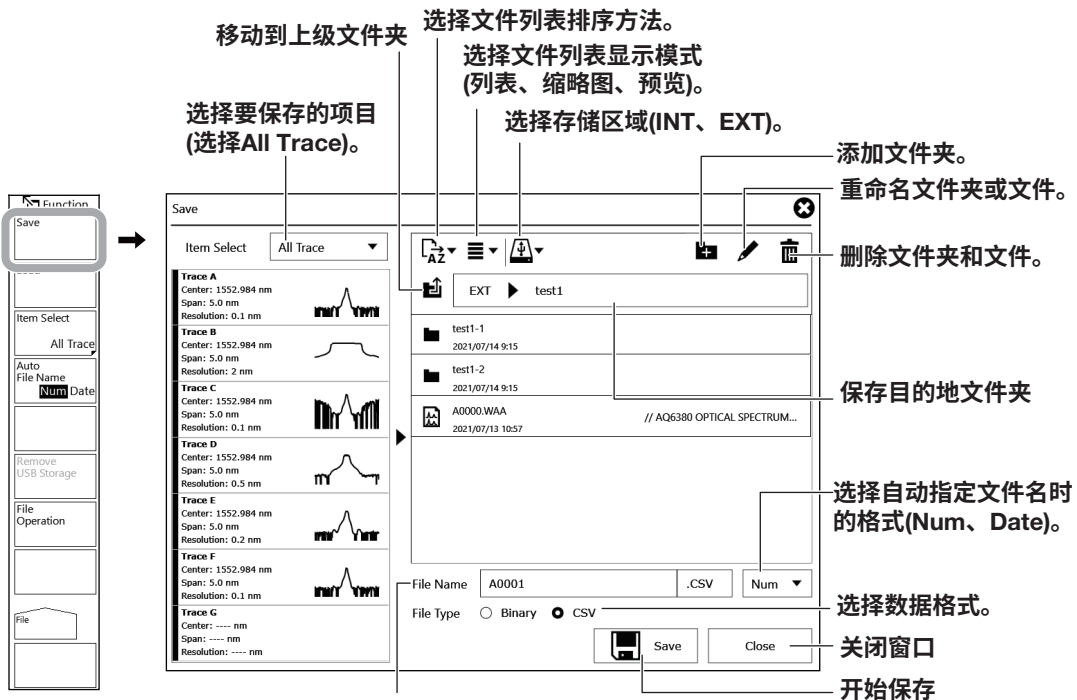 移动到上级文件夹
选择文件列表排序方法。
选择文件列表显示模式
(列表、缩略图、预览)。
选择要保存的项目
(选择All Trace)。
选择存储区域(INT、EXT)。
添加文件夹。
重命名文件夹或文件。
删除文件夹和文件。
保存目的地文件夹
选择自动指定文件名时
的格式(Num、Date)。
选择数据格式。
关闭窗口
开始保存
Function
Save
Item Select
All Trace
Auto
File Name
Num Date
Remove
USB Storage
File
Operation
File
Save
Item Select All Trace
Trace A
Center: 1552.984 nm
Span: 5.0 nm
Resolution: 0.1 nm
Trace B
Center: 1552.984 nm
Span: 5.0 nm
Resolution: 2 nm
Trace C
Center: 1552.984 nm
Span: 5.0 nm
Resolution: 0.1 nm
Trace D
Center: 1552.984 nm
Span: 5.0 nm
Resolution: 0.5 nm
Trace E
Center: 1552.984 nm
Span: 5.0 nm
Resolution: 0.2 nm
Trace F
Center: 1552.984 nm
Span: 5.0 nm
Resolution: 0.1 nm
Trace G
Center: ---- nm
Span: ---- nm
Resolution: ---- nm
AZ
EXT test1
test1-1
2021/07/14 9:15
test1-2
2021/07/14 9:15
A0000.WAA // AQ6380 OPTICAL SPECTRUM...
2021/07/13 10:57
File Name A0001 .CSV Num
File Type Binary CSV
Save Close